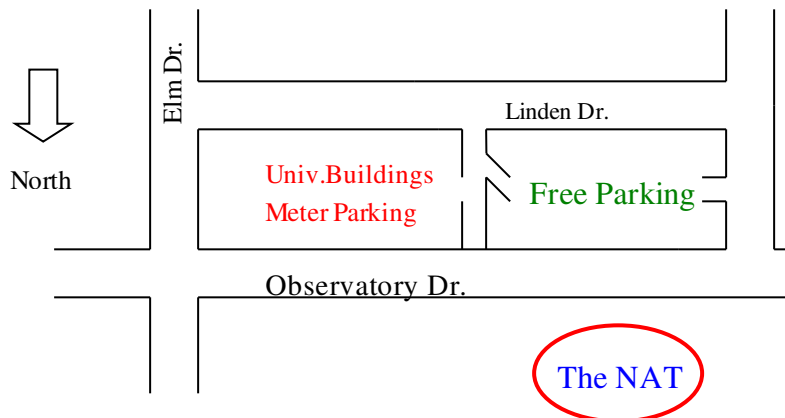 Elm Dr.
Linden Dr.
North
Univ.Buildings
Meter Parking
Free Parking
Observatory Dr.
The NAT